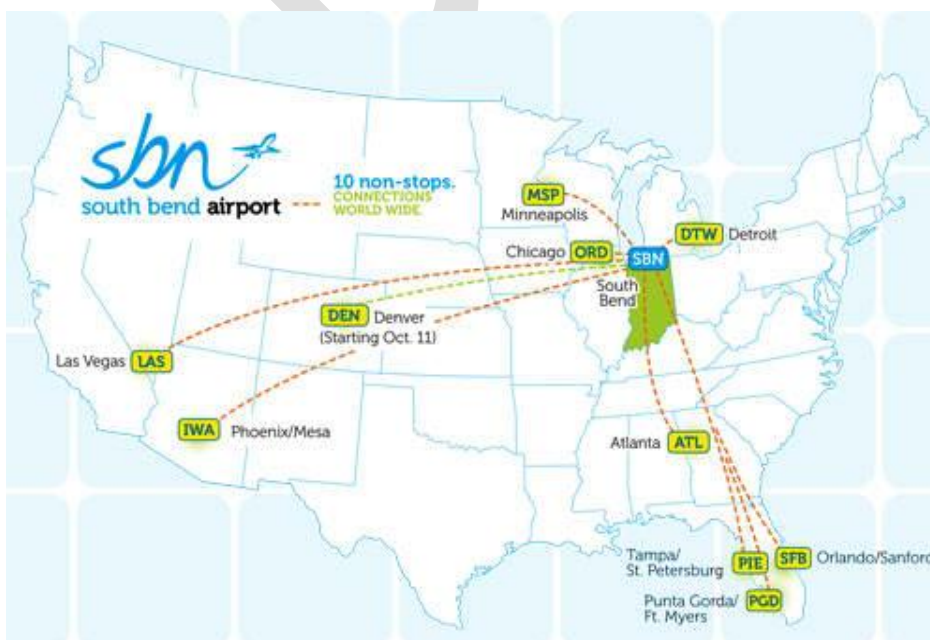 sbn
south bend airport
10 non-stops.
CONNECTIONS
WORLD WIDE.
MSP
Minneapolis
Chicago ORD
DTW Detroit
SBN
South
Bend
DEN Denver
(Starting Oct. 11)
Las Vegas LAS
IWA Phoenix/Mesa
Atlanta ATL
Tampa/
St. Petersburg PIE
SFB Orlando/Sanford
Punta Gorda/
Ft. Myers PGD